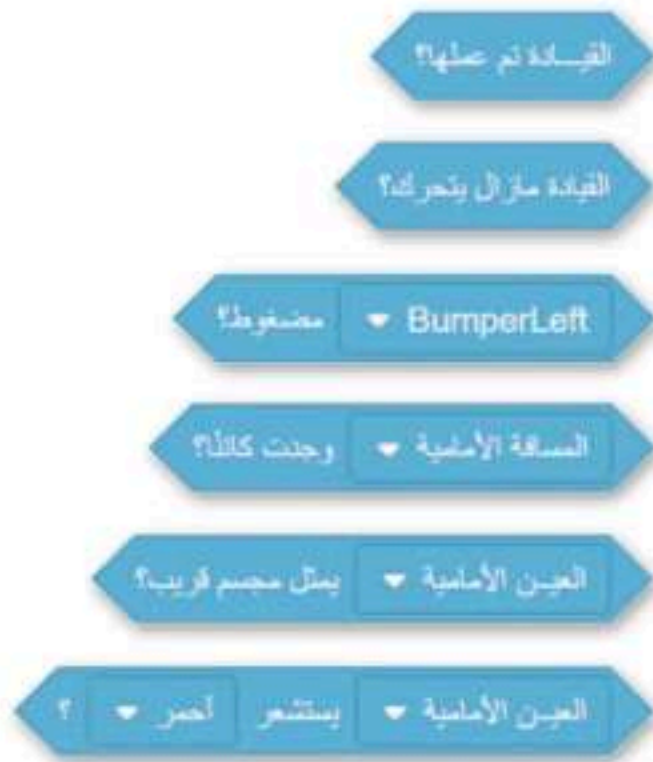 القيادة تم عملها؟
القيادة مازال يتحرك؟
BumperLeft مضغوط؟
المسافة الأمامية وجدت كائنًا؟
العين الأمامية يمثل مجسم قريب؟
العين الأمامية يستشعر أحمر ؟